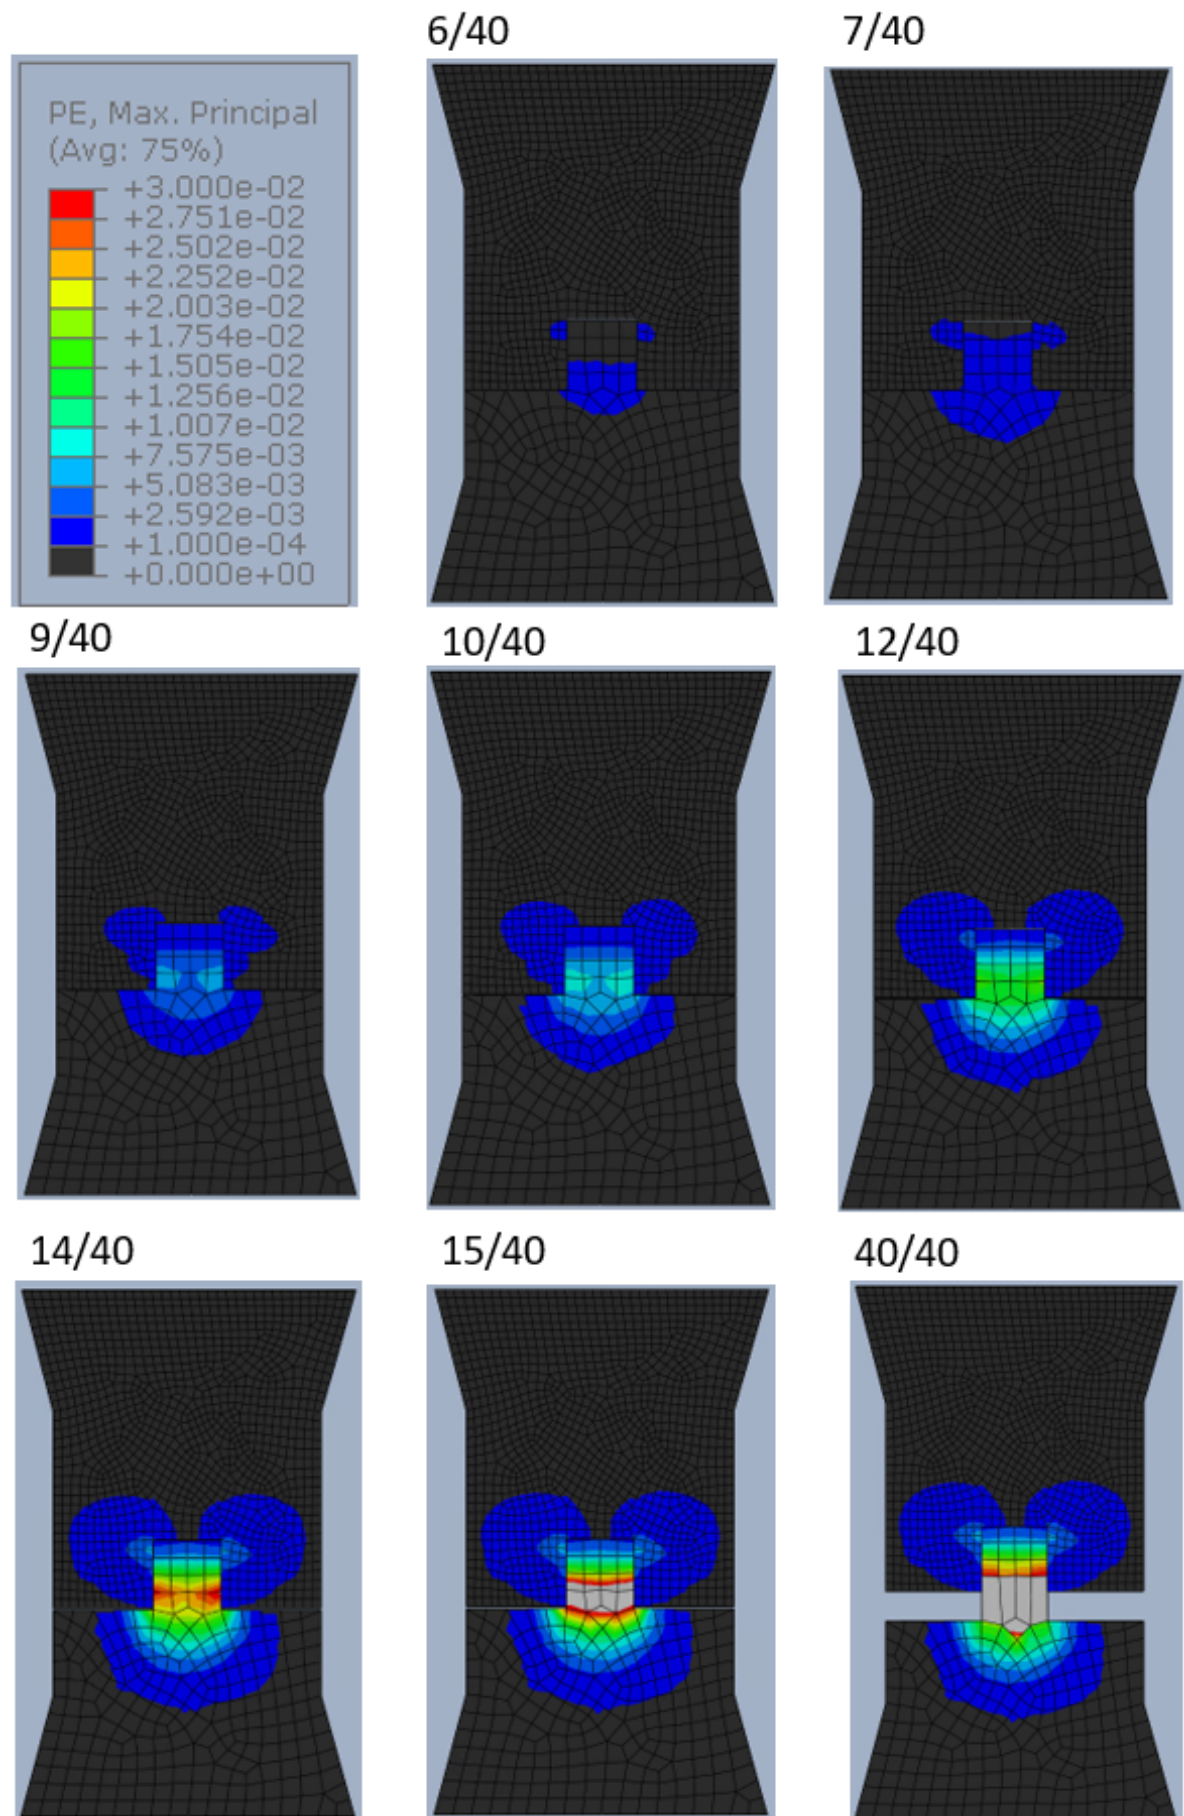 6/40
7/40
PE, Max. Principal
(Avg: 75%)
+3.000e-02
+2.751e-02
+2.502e-02
+2.252e-02
+2.003e-02
+1.754e-02
+1.505e-02
+1.256e-02
+1.007e-02
+7.575e-03
+5.083e-03
+2.592e-03
+1.000e-04
+0.000e+00
9/40
10/40
12/40
14/40
15/40
40/40